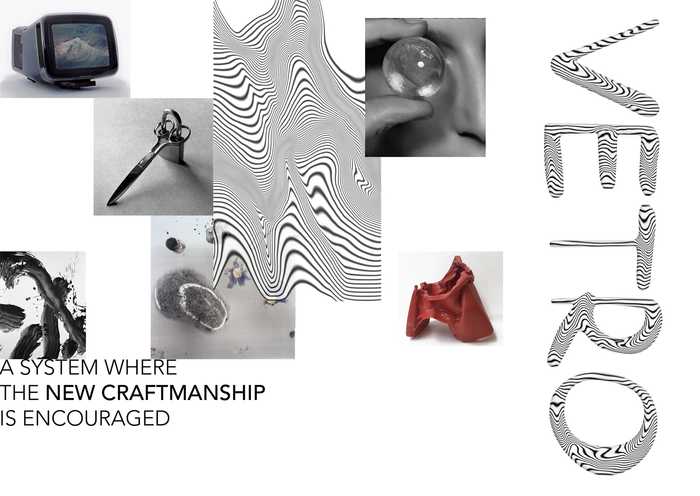 A SYSTEM WHERE
THE NEW CRAFTMANSHIP
IS ENCOURAGED
VETRO